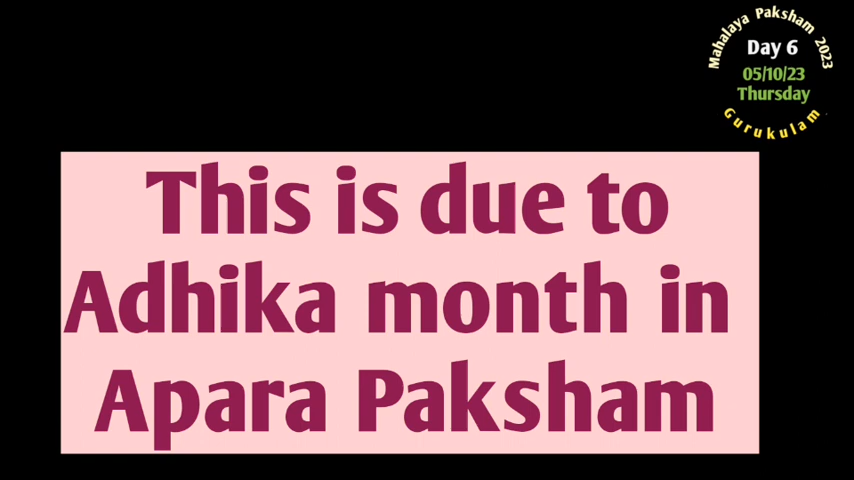 Mahalaya Paksham 2023
Day 6
05/10/23
Thursday
Gurukulam
This is due to
Adhika month in
Apara Paksham